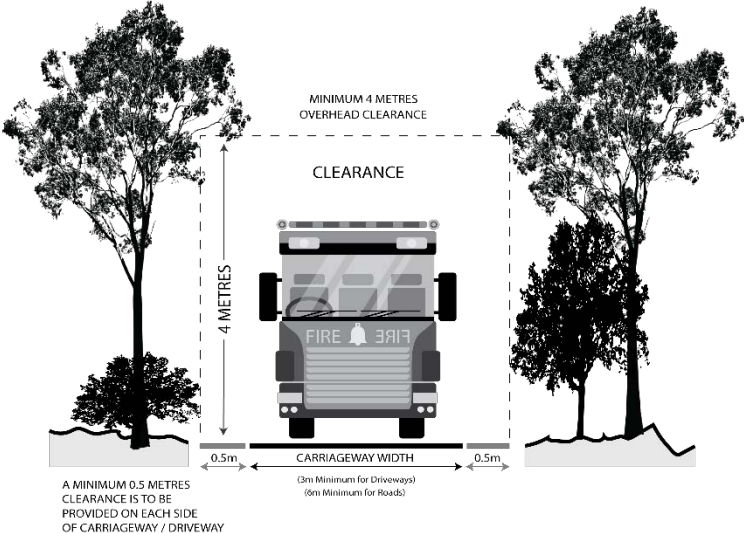 MINIMUM 4 METRES
OVERHEAD CLEARANCE
CLEARANCE
4 METRES
FIRE FIRE
0.5m CARRIAGEWAY WIDTH 0.5m
(3m Minimum for Driveways)
(6m Minimum for Roads)
A MINIMUM 0.5 METRES
CLEARANCE IS TO BE
PROVIDED ON EACH SIDE
OF CARRIAGEWAY / DRIVEWAY